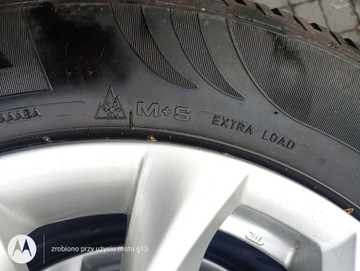 M+S EXTRA LOAD
zrobiono przy użyciu moto g13